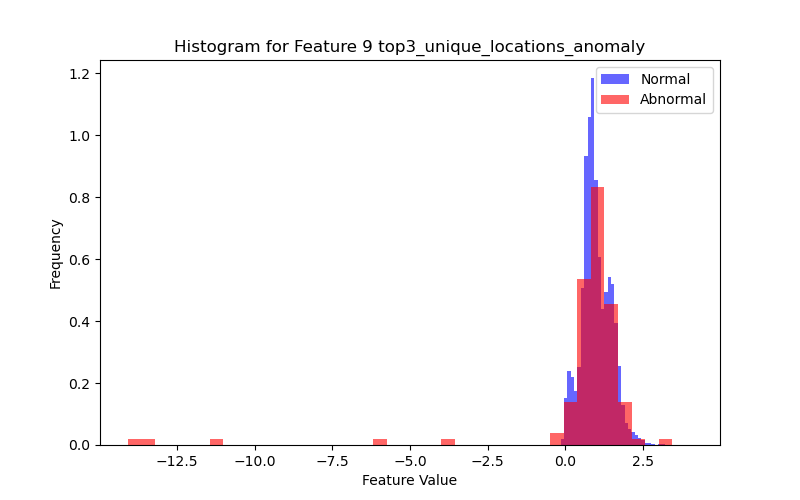 Histogram for Feature 9 top3_unique_locations_anomaly
Normal
Abnormal
Frequency
1.2
1.0
0.8
0.6
0.4
0.2
0.0
−12.5
−10.0
−7.5
−5.0
−2.5
0.0
2.5
Feature Value